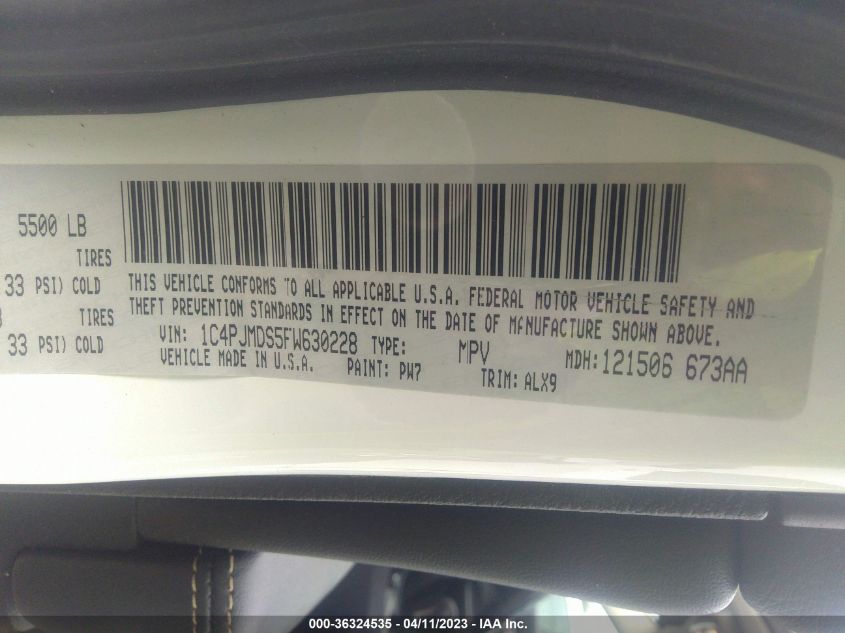 5500 LB
TIRES
33 PSI) COLD
TIRES
33 PSI) COLD
THIS VEHICLE CONFORMS TO ALL APPLICABLE U.S.A. FEDERAL MOTOR VEHICLE SAFETY AND
THEFT PREVENTION STANDARDS IN EFFECT ON THE DATE OF MANUFACTURE SHOWN ABOVE.
VIN: 1C4PJMDS5FW630228 TYPE: MPV MDH: 121506 673AA
VEHICLE MADE IN U.S.A. PAINT: PW7 TRIM: ALX9
000-36324535 - 04/11/2023 - IAA Inc.